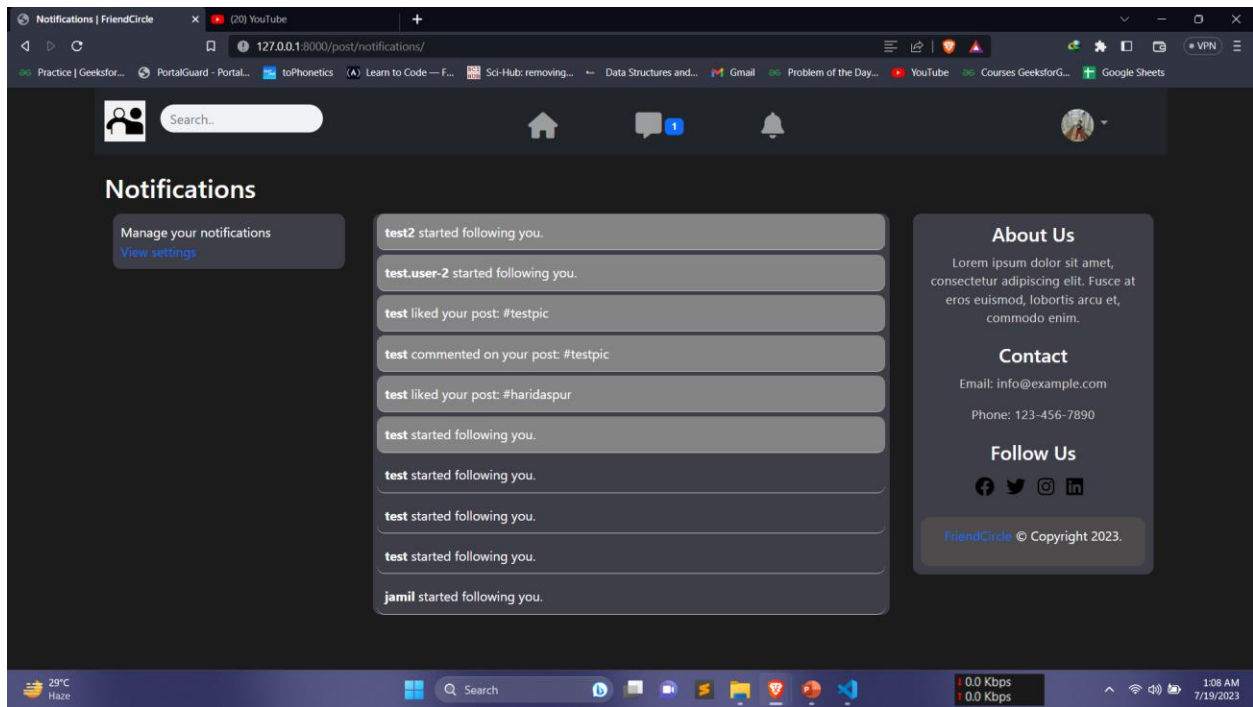 Notifications | FriendCircle
(20) YouTube
127.0.0.1:8000/post/notifications/
VPN
Practice | Geeksfor...
PortalGuard - Portal...
toPhonetics
Learn to Code — F...
Sci-Hub: removing...
Data Structures and...
Gmail
Problem of the Day...
YouTube
Courses GeeksforG...
Google Sheets
Search..
1
Notifications
Manage your notifications
View settings
test2 started following you.
test.user-2 started following you.
test liked your post: #testpic
test commented on your post: #testpic
test liked your post: #haridaspur
test started following you.
test started following you.
test started following you.
test started following you.
jamil started following you.
About Us
Lorem ipsum dolor sit amet,
consectetur adipiscing elit. Fusce at
eros euismod, lobortis arcu et,
commodo enim.
Contact
Email: info@example.com
Phone: 123-456-7890
Follow Us
FriendCircle © Copyright 2023.
29°C
Haze
Search
0.0 Kbps
0.0 Kbps
1:08 AM
7/19/2023